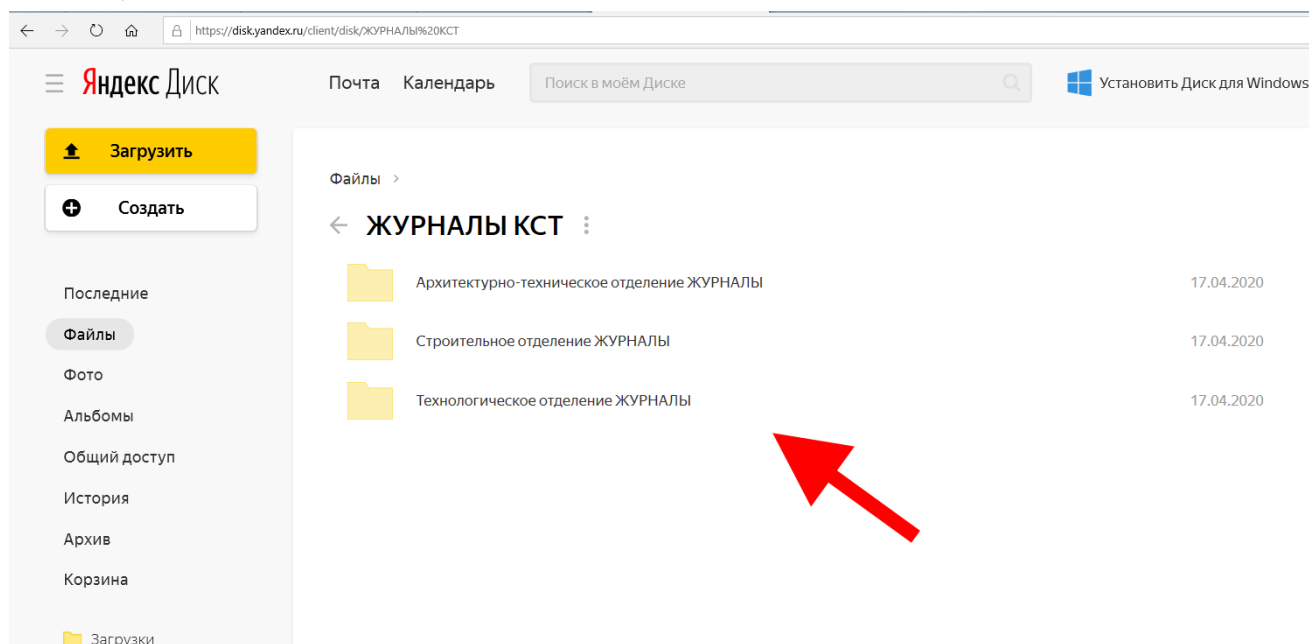 https://disk.yandex.ru/client/disk/ЖУРНАЛЫ%20КСТ
Яндекс Диск
Почта Календарь
Поиск в моём Диске
Установить Диск для Windows
Загрузить
Создать
Последние
Файлы
Фото
Альбомы
Общий доступ
История
Архив
Корзина
Загрузки
Файлы >
← ЖУРНАЛЫ КСТ
Архитектурно-техническое отделение ЖУРНАЛЫ 17.04.2020
Строительное отделение ЖУРНАЛЫ 17.04.2020
Технологическое отделение ЖУРНАЛЫ 17.04.2020